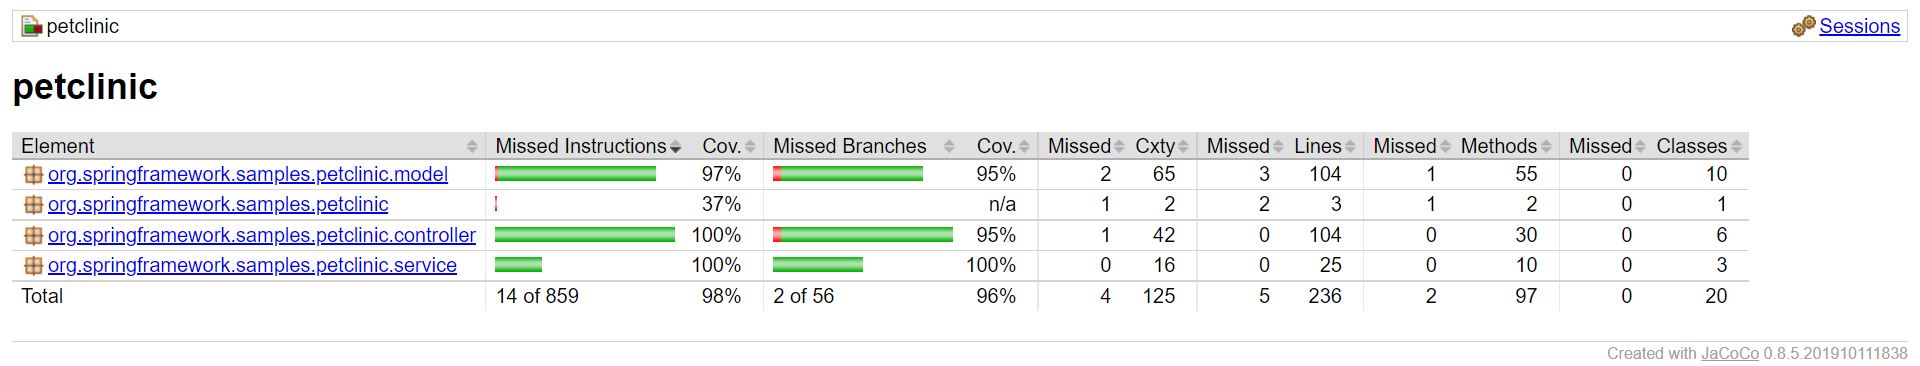 petclinic Sessions
petclinic
Element Missed Instructions Cov. Missed Branches Cov. Missed Cxty Missed Lines Missed Methods Missed Classes
org.springframework.samples.petclinic.model 97% 95% 2 65 3 104 1 55 0 10
org.springframework.samples.petclinic 37% n/a 1 2 2 3 1 2 0 1
org.springframework.samples.petclinic.controller 100% 95% 1 42 0 104 0 30 0 6
org.springframework.samples.petclinic.service 100% 100% 0 16 0 25 0 10 0 3
Total 14 of 859 98% 2 of 56 96% 4 125 5 236 2 97 0 20
Created with JaCoCo 0.8.5.201910111838